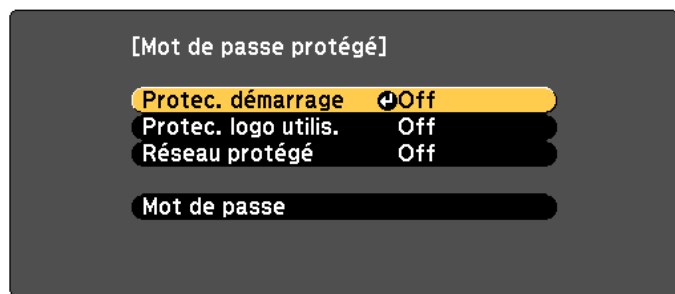 [Mot de passe protégé]
Protec. démarrage Off
Protec. logo utilis. Off
Réseau protégé Off
Mot de passe